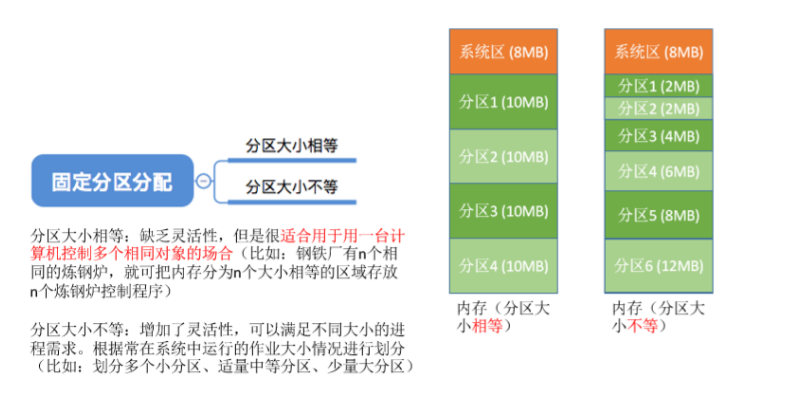 固定分区分配
分区大小相等
分区大小不等
分区大小相等：缺乏灵活性，但是很适合用于用一台计
算机控制多个相同对象的场合（比如：钢铁厂有n个相
同的炼钢炉，就可把内存分为n个大小相等的区域存放
n个炼钢炉控制程序）
分区大小不等：增加了灵活性，可以满足不同大小的进
程需求。根据常在系统中运行的作业大小情况进行划分
（比如：划分多个小分区、适量中等分区、少量大分区）
系统区 (8MB)
分区1 (10MB)
分区2 (10MB)
分区3 (10MB)
分区4 (10MB)
内存（分区大
小相等）
系统区 (8MB)
分区1 (2MB)
分区2 (2MB)
分区3 (4MB)
分区4 (6MB)
分区5 (8MB)
分区6 (12MB)
内存（分区大
小不等）